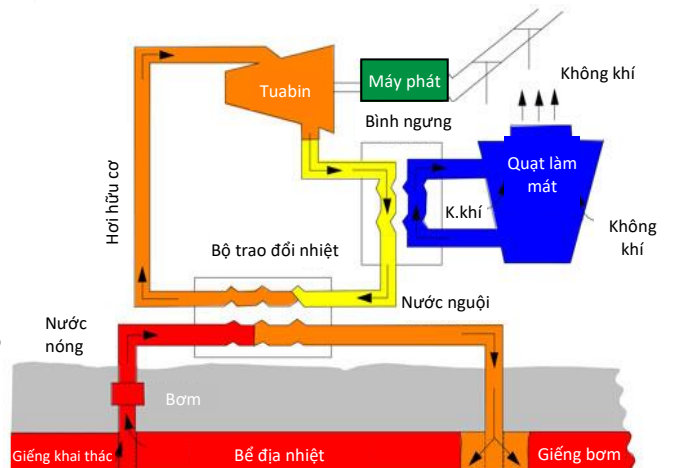 Không khí
Máy phát
Tuabin
Bình ngưng
Quạt làm
mát
K.khí
Không
khí
Hơi hữu cơ
Bộ trao đổi nhiệt
Nước nguội
Nước
nóng
Bơm
Giếng khai thác
Bể địa nhiệt
Giếng bơm